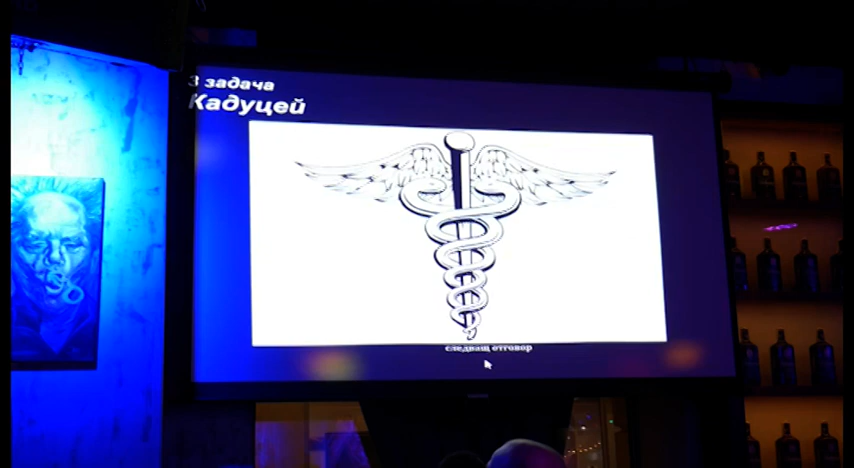 3 задача
Кадуцей
следващ отговор